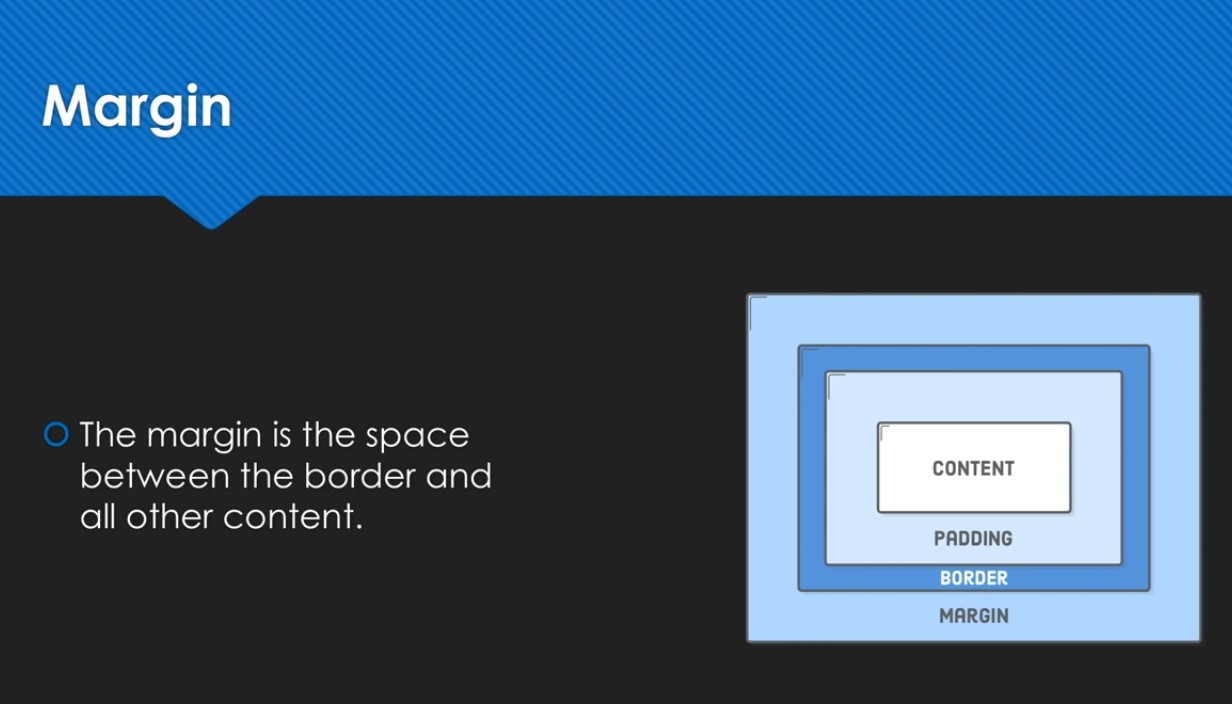 Margin
The margin is the space
between the border and
all other content.
CONTENT
PADDING
BORDER
MARGIN